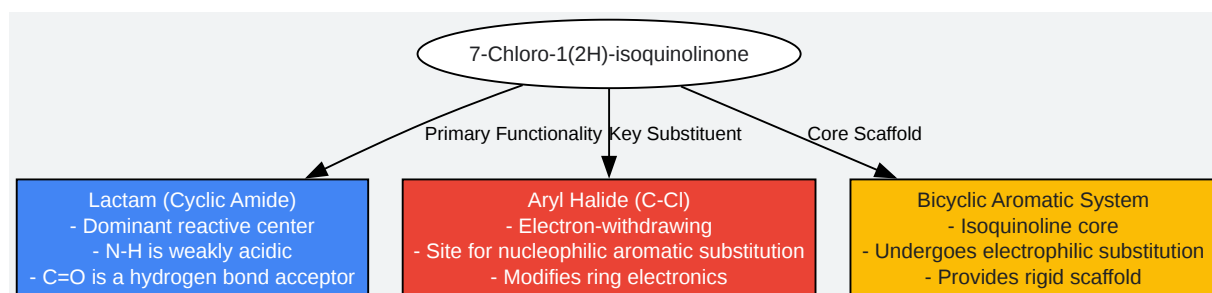 7-Chloro-1(2H)-isoquinolinone
Primary Functionality
Key Substituent
Core Scaffold
Lactam (Cyclic Amide)
- Dominant reactive center
- N-H is weakly acidic
- C=O is a hydrogen bond acceptor
Aryl Halide (C-Cl)
- Electron-withdrawing
- Site for nucleophilic aromatic substitution
- Modifies ring electronics
Bicyclic Aromatic System
- Isoquinoline core
- Undergoes electrophilic substitution
- Provides rigid scaffold